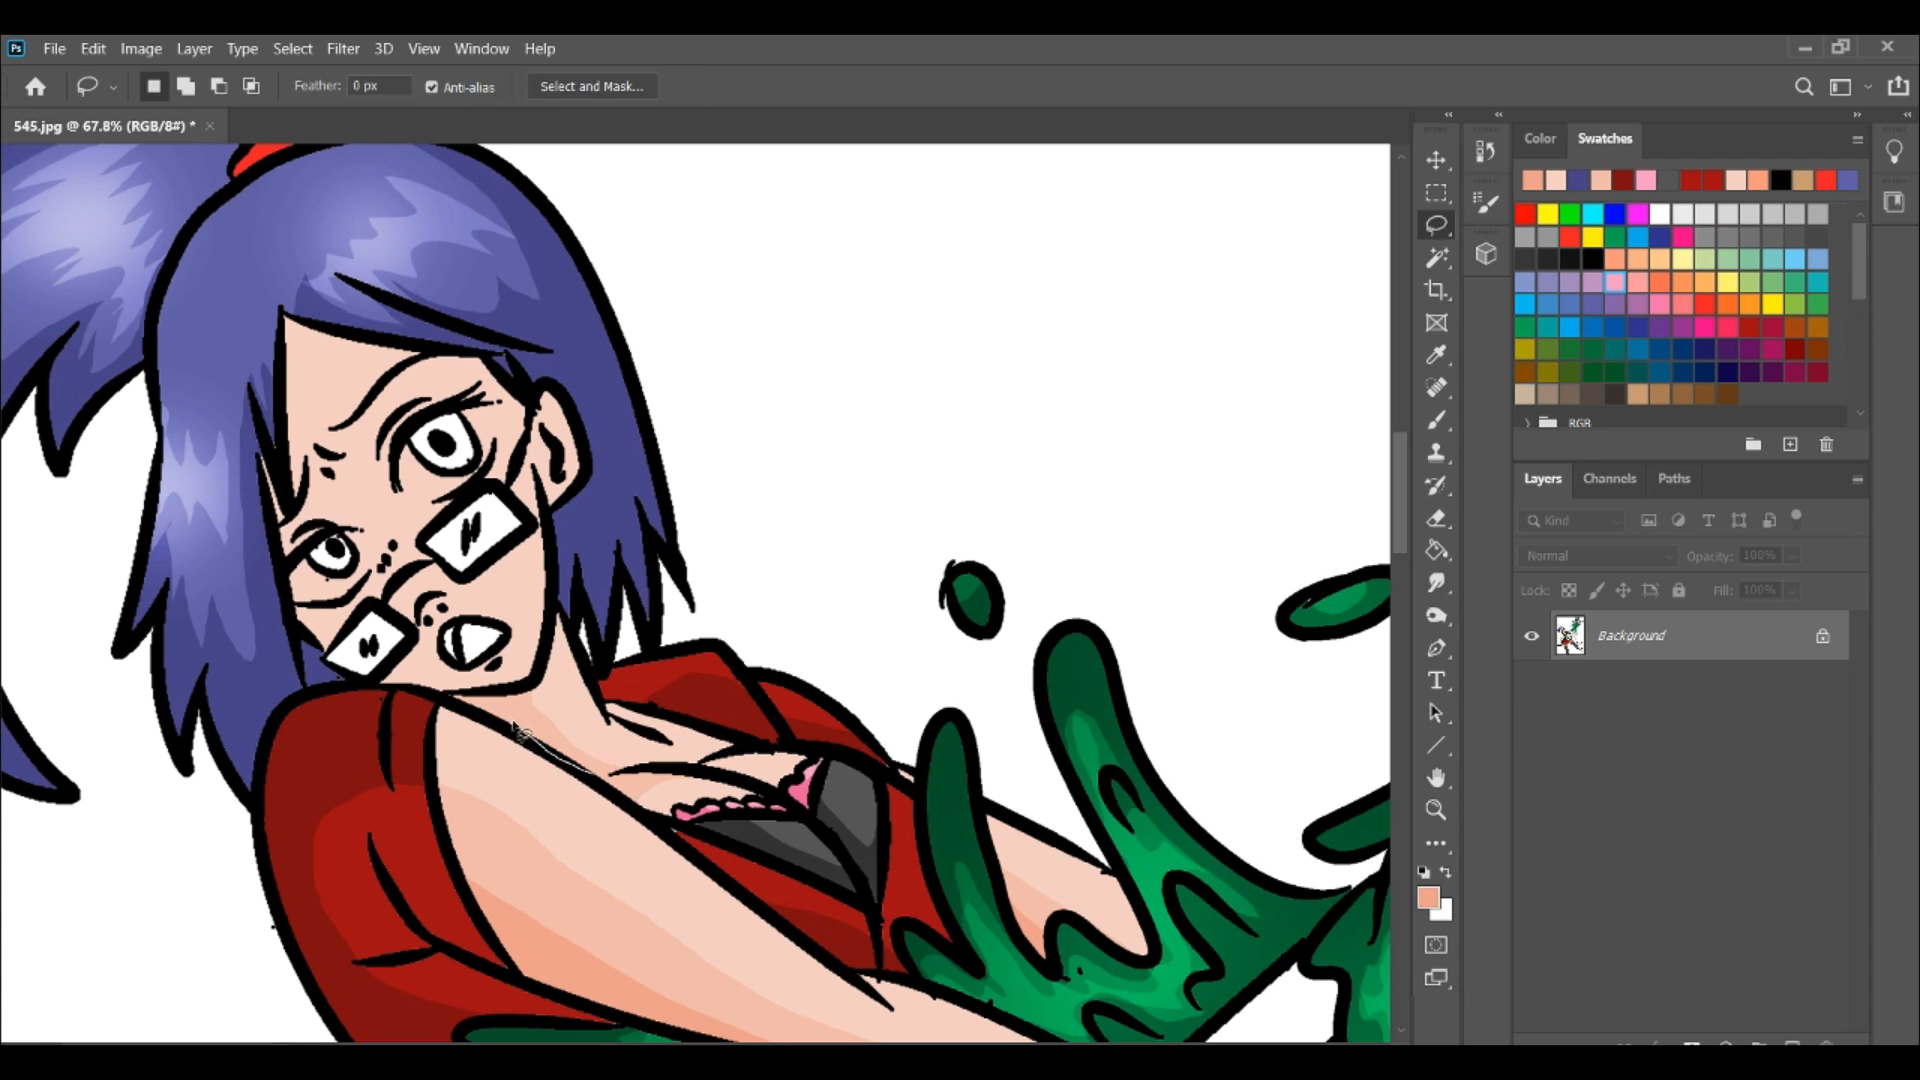 Ps File Edit Image Layer Type Select Filter 3D View Window Help
Feather: 0 px Anti-alias Select and Mask...
545.jpg @ 67.8% (RGB/8#) *
Color Swatches
RGB
Layers Channels Paths
Kind
Normal Opacity: 100%
Lock: Fill: 100%
Background